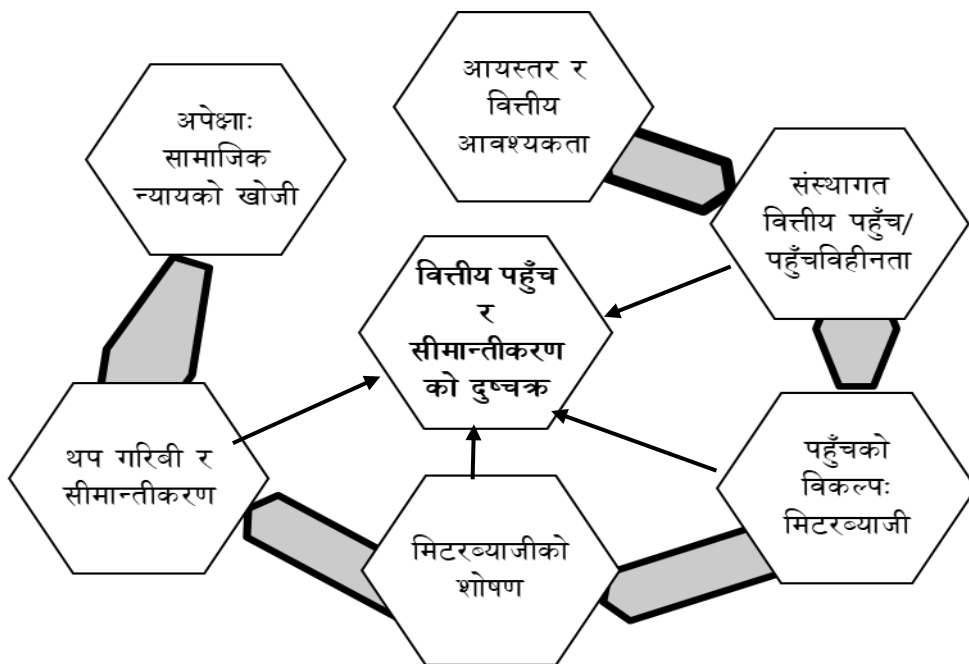 आयस्तर र
वित्तीय
आवश्यकता
संस्थागत
वित्तीय पहुँच/
पहुँचविहीनता
पहुँचको
विकल्पः
मिटरब्याजी
मिटरब्याजीको
शोषण
थप गरिबी र
सीमान्तीकरण
अपेक्षाः
सामाजिक
न्यायको खोजी
वित्तीय पहुँच
र
सीमान्तीकरण
को दुष्चक्र